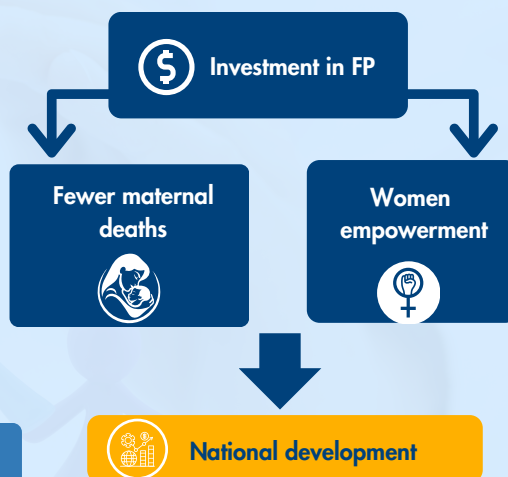 Investment in FP
Fewer maternal
deaths
Women
empowerment
National development